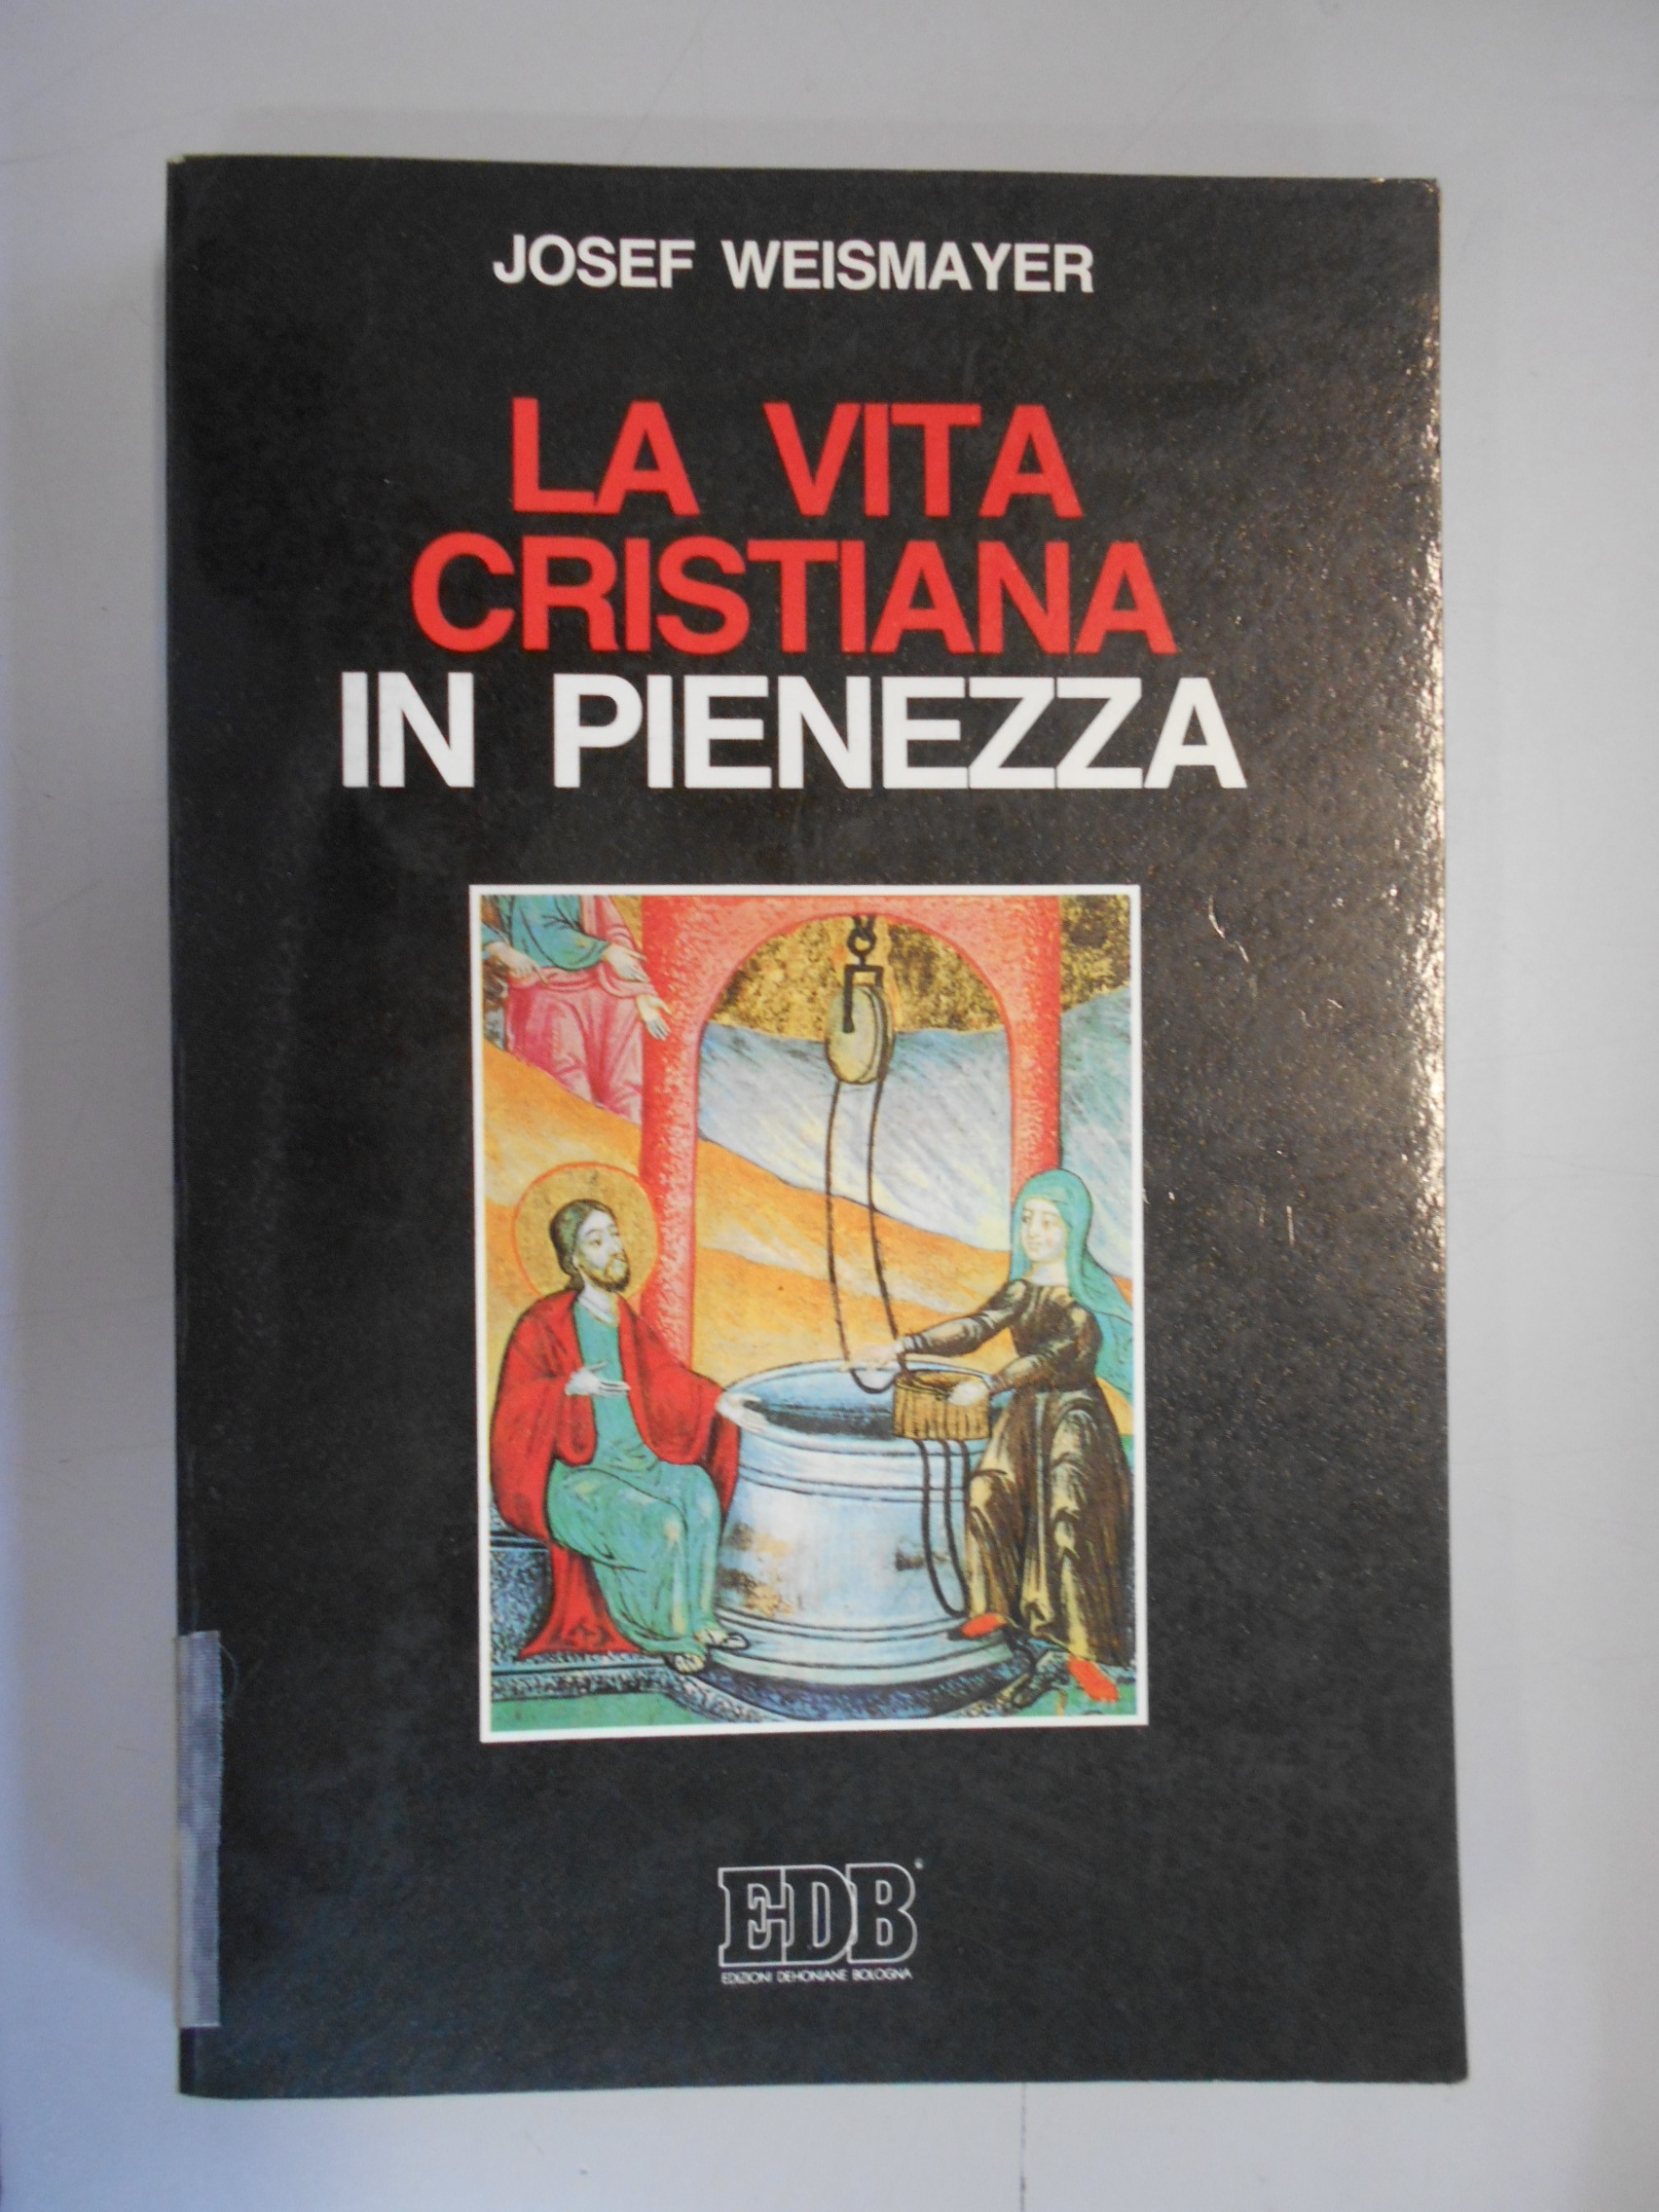 JOSEF WEISMAYER
LA VITA
CRISTIANA
IN PIENEZZA
EDB
EDIZIONI DEHONIANE BOLOGNA